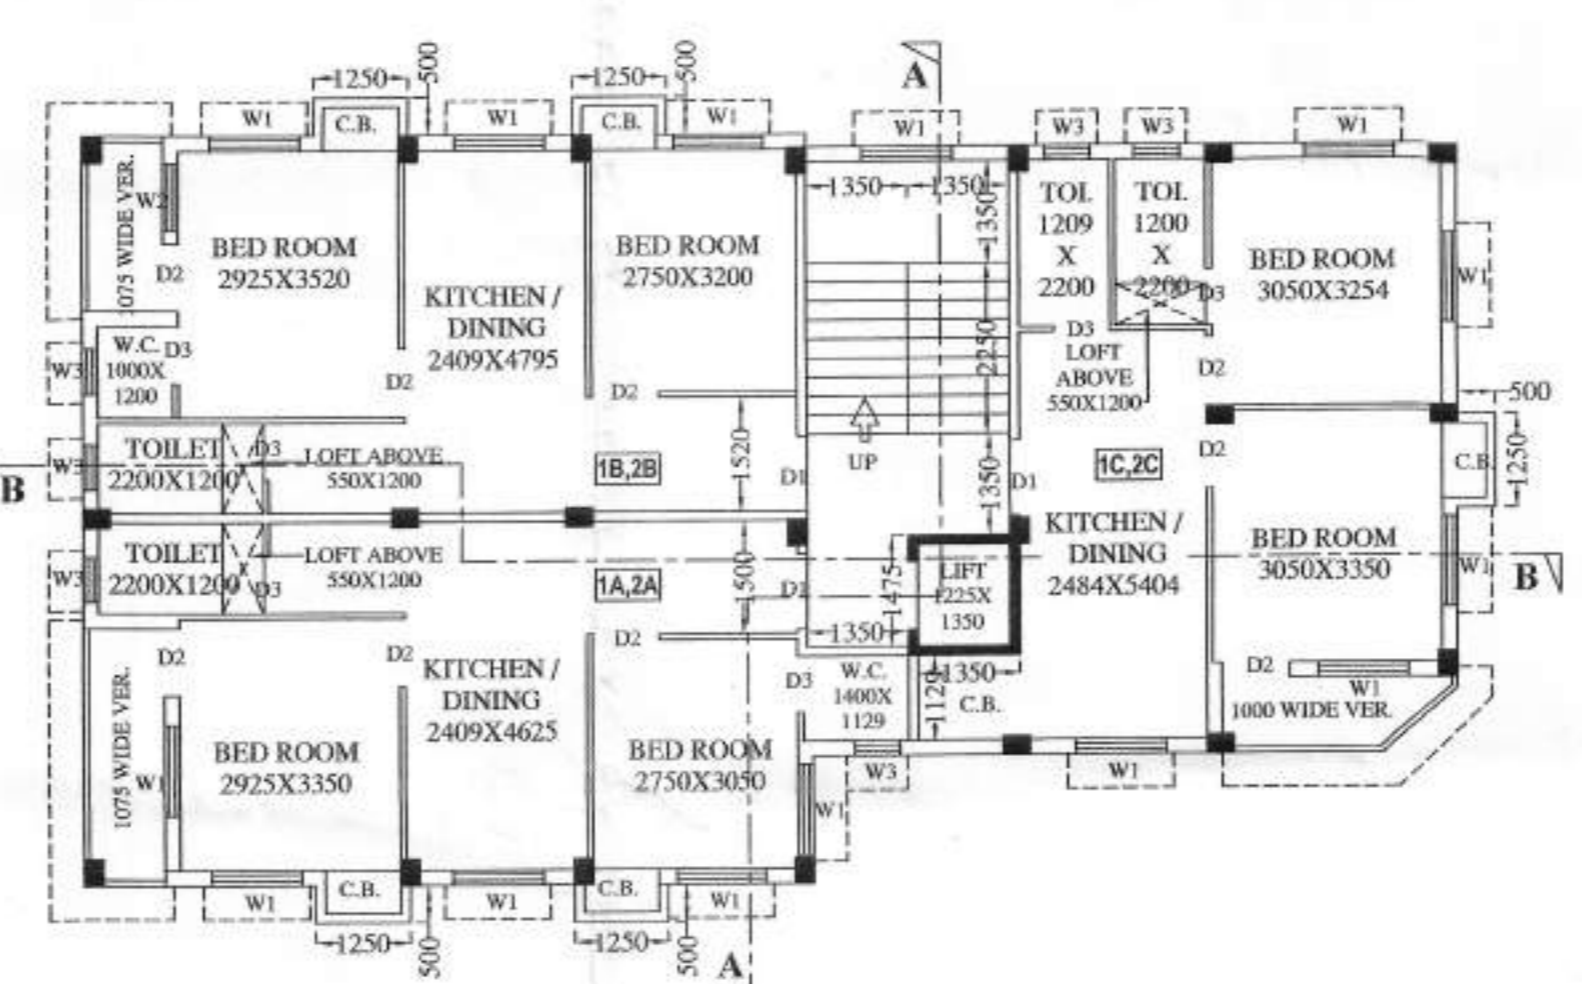 A
1250
500
1250
500
W1
C.B.
W1
C.B.
W1
W1
W3
W3
W1
1350
1350
1350
1075 WIDE VER.
W2
D2
BED ROOM
2925X3520
KITCHEN /
DINING
2409X4795
BED ROOM
2750X3200
TOI.
1209
X
2200
TOI.
1200
X
2200
D3
BED ROOM
3050X3254
W1
W.C.
1000X
1200
D3
W3
D2
D2
2250
D3
LOFT
ABOVE
550X1200
D2
500
UP
1520
1350
B
W3
TOILET
2200X1200
D3
LOFT ABOVE
550X1200
1B,2B
D1
D1
1C,2C
D2
C.B.
1250
W3
TOILET
2200X1200
D3
LOFT ABOVE
550X1200
1A,2A
1500
D1
1475
LIFT
1225X
1350
KITCHEN /
DINING
2484X5404
BED ROOM
3050X3350
W1
B
D2
D2
D2
1350
1350
1075 WIDE VER.
W1
BED ROOM
2925X3350
KITCHEN /
DINING
2409X4625
BED ROOM
2750X3050
D3
W.C.
1400X
1129
1129
C.B.
D2
W1
1000 WIDE VER.
W3
W1
W1
W1
C.B.
W1
C.B.
W1
1250
500
1250
500
A